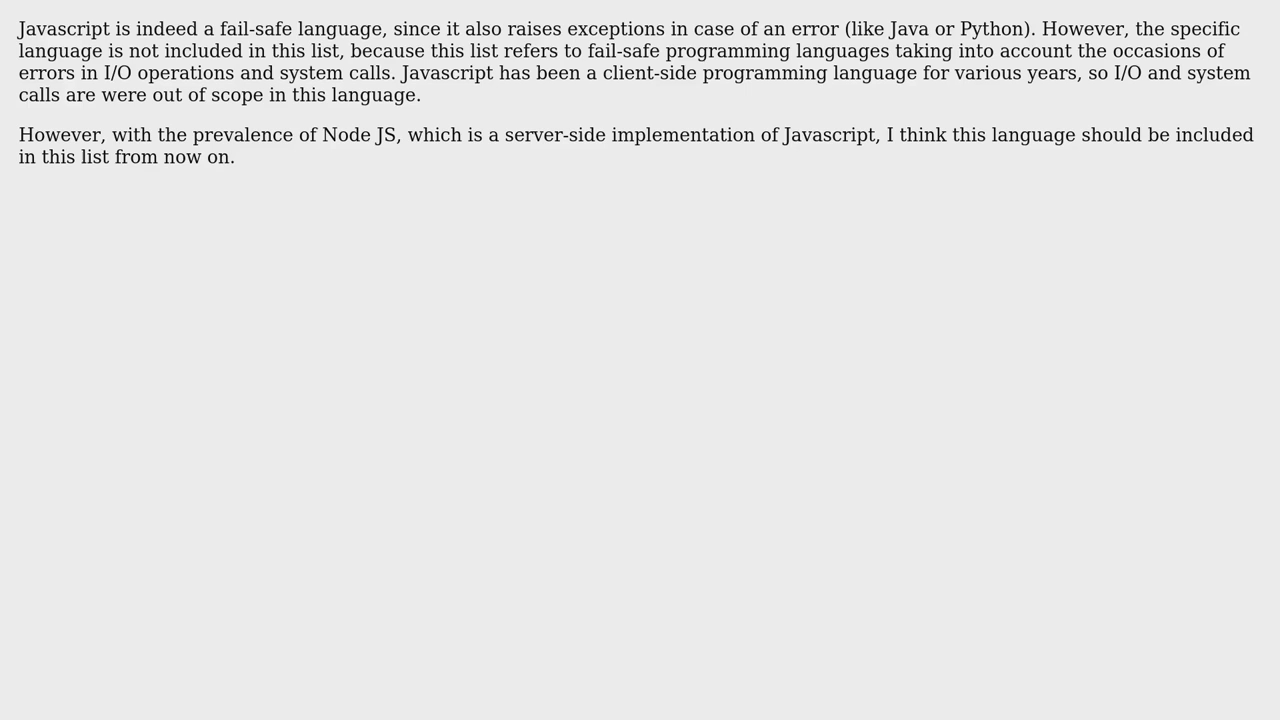 Javascript is indeed a fail-safe language, since it also raises exceptions in case of an error (like Java or Python). However, the specific
language is not included in this list, because this list refers to fail-safe programming languages taking into account the occasions of
errors in I/O operations and system calls. Javascript has been a client-side programming language for various years, so I/O and system
calls are were out of scope in this language.
However, with the prevalence of Node JS, which is a server-side implementation of Javascript, I think this language should be included
in this list from now on.